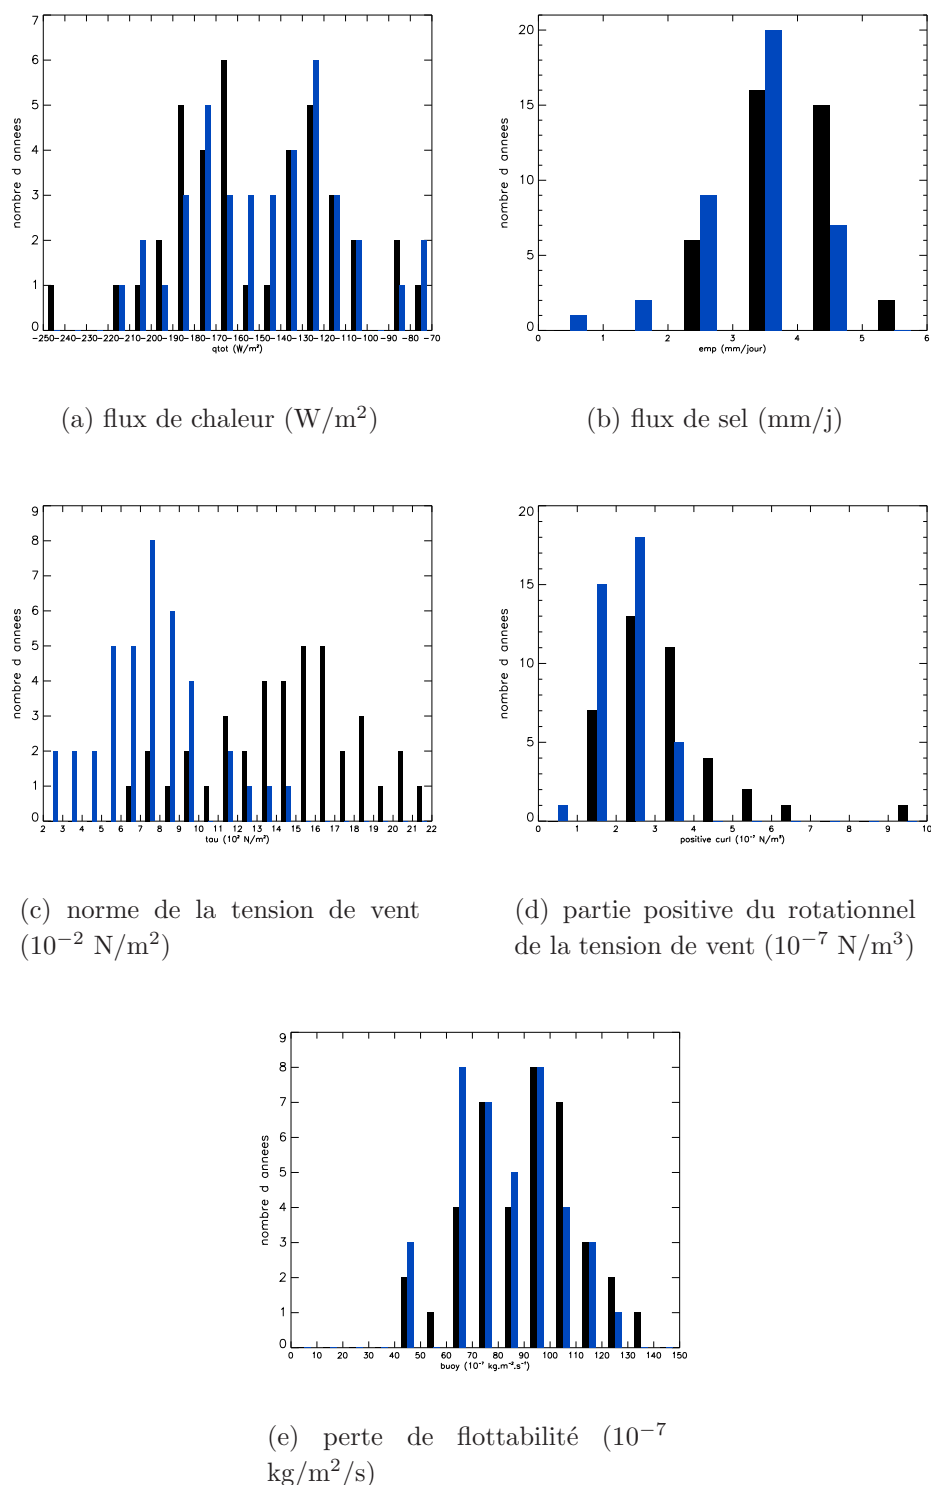 7
6
5
4
3
2
1
0
nombre d annees
−250−240−230−220−210−200−190−180−170−160−150−140−130−120−110−100 −90 −80 −70
qtot (W/m²)
(a) flux de chaleur (W/m²)
20
15
10
5
0
nombre d annees
0 1 2 3 4 5 6
emp (mm/jour)
(b) flux de sel (mm/j)
9
8
7
6
5
4
3
2
1
0
nombre d annees
2 3 4 5 6 7 8 9 10 11 12 13 14 15 16 17 18 19 20 21 22
tau (10² N/m²)
(c) norme de la tension de vent
(10⁻² N/m²)
20
15
10
5
0
nombre d annees
0 1 2 3 4 5 6 7 8 9 10
positive curl (10⁻⁷ N/m³)
(d) partie positive du rotationnel
de la tension de vent (10⁻⁷ N/m³)
9
8
7
6
5
4
3
2
1
0
nombre d annees
0 10 20 30 40 50 60 70 80 90 100 110 120 130 140 150
buoy (10⁻⁷ kg.m⁻².s⁻¹)
(e) perte de flottabilité (10⁻⁷
kg/m²/s)